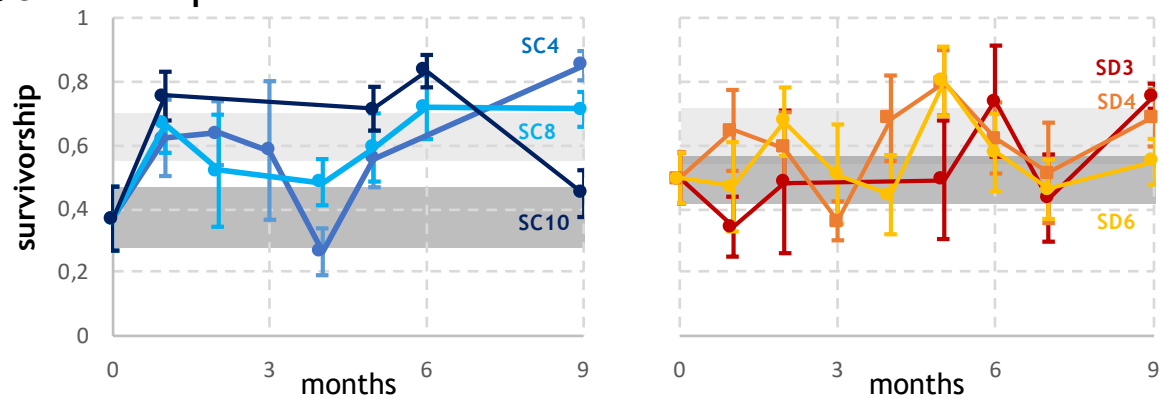 1
0,8
0,6
0,4
0,2
0
survivorship
SC4
SC8
SC10
0 3 6 9
months
SD3
SD4
SD6
0 3 6 9
months